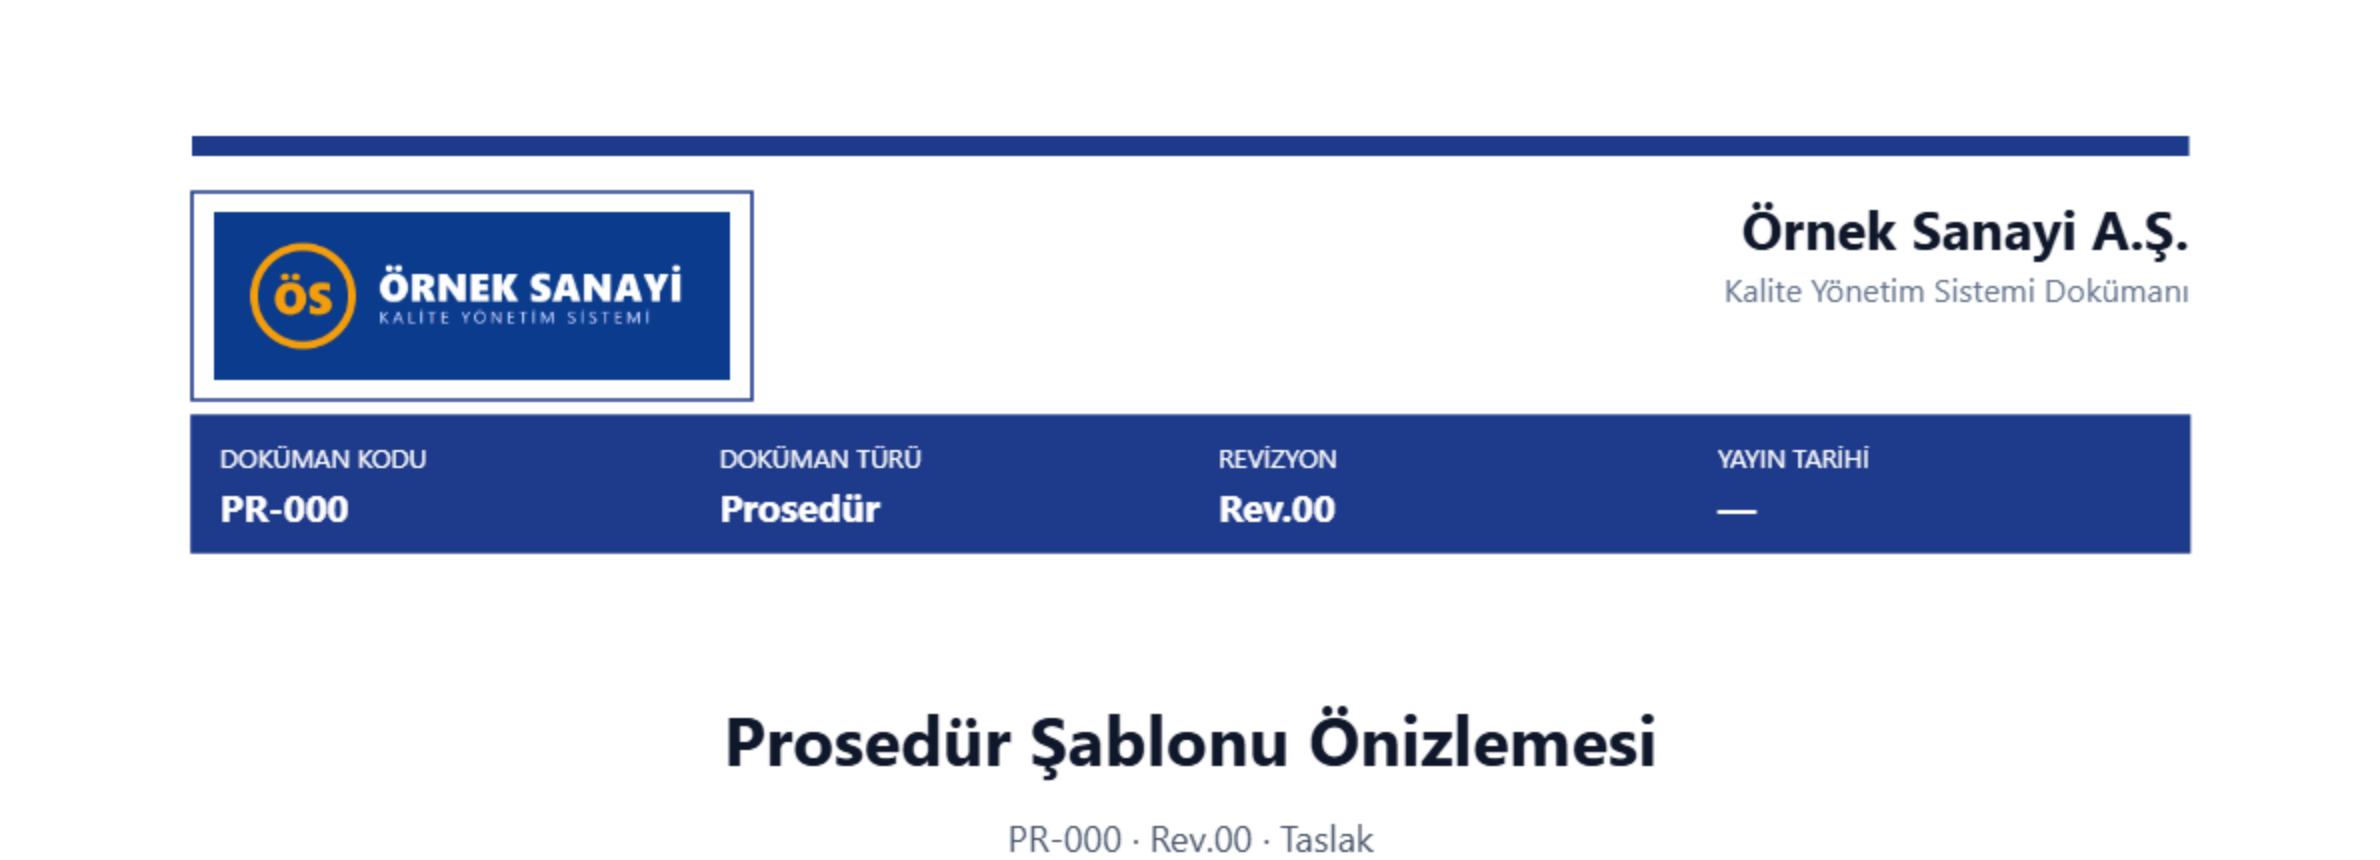 ÖS
ÖRNEK SANAYİ
KALİTE YÖNETİM SİSTEMİ
Örnek Sanayi A.Ş.
Kalite Yönetim Sistemi Dokümanı
DOKÜMAN KODU
PR-000
DOKÜMAN TÜRÜ
Prosedür
REVİZYON
Rev.00
YAYIN TARİHİ
—
Prosedür Şablonu Önizlemesi
PR-000 · Rev.00 · Taslak